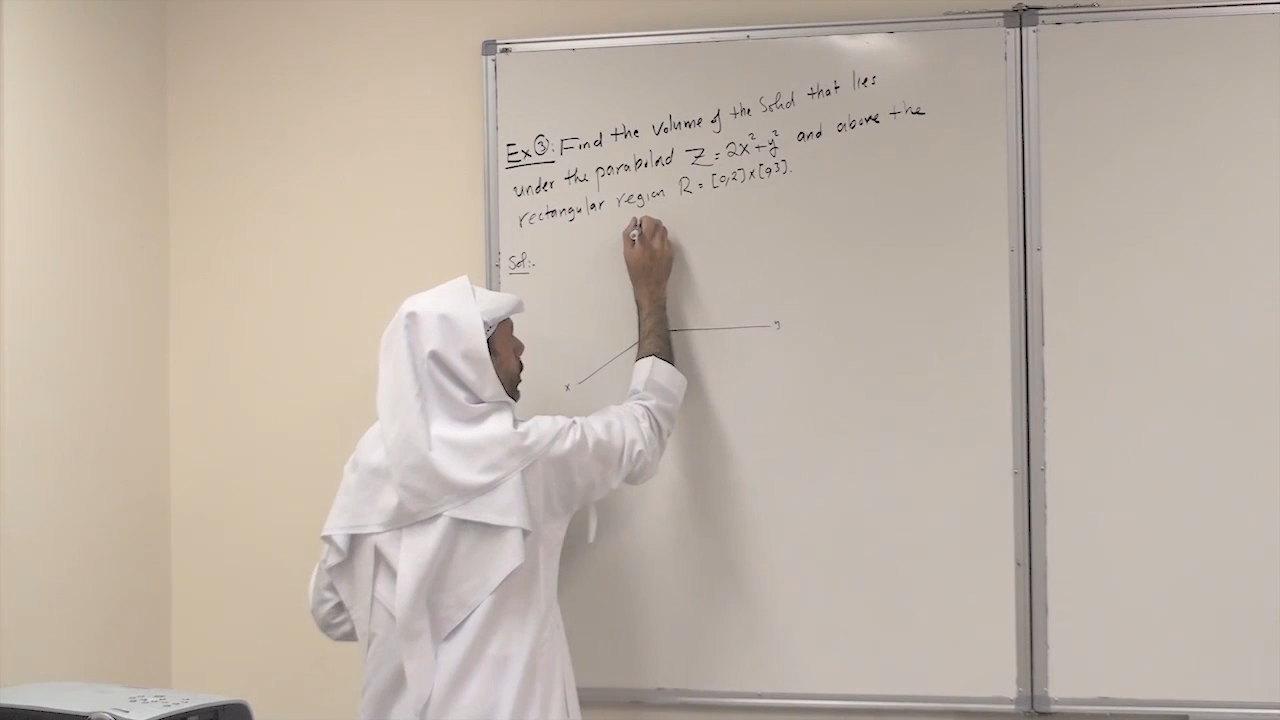 Ex③: Find the volume of the solid that lies
under the paraboloid Z = 2x² + y² and above the
rectangular region R = [0,2] x [0,3].
Sol:.
y
x